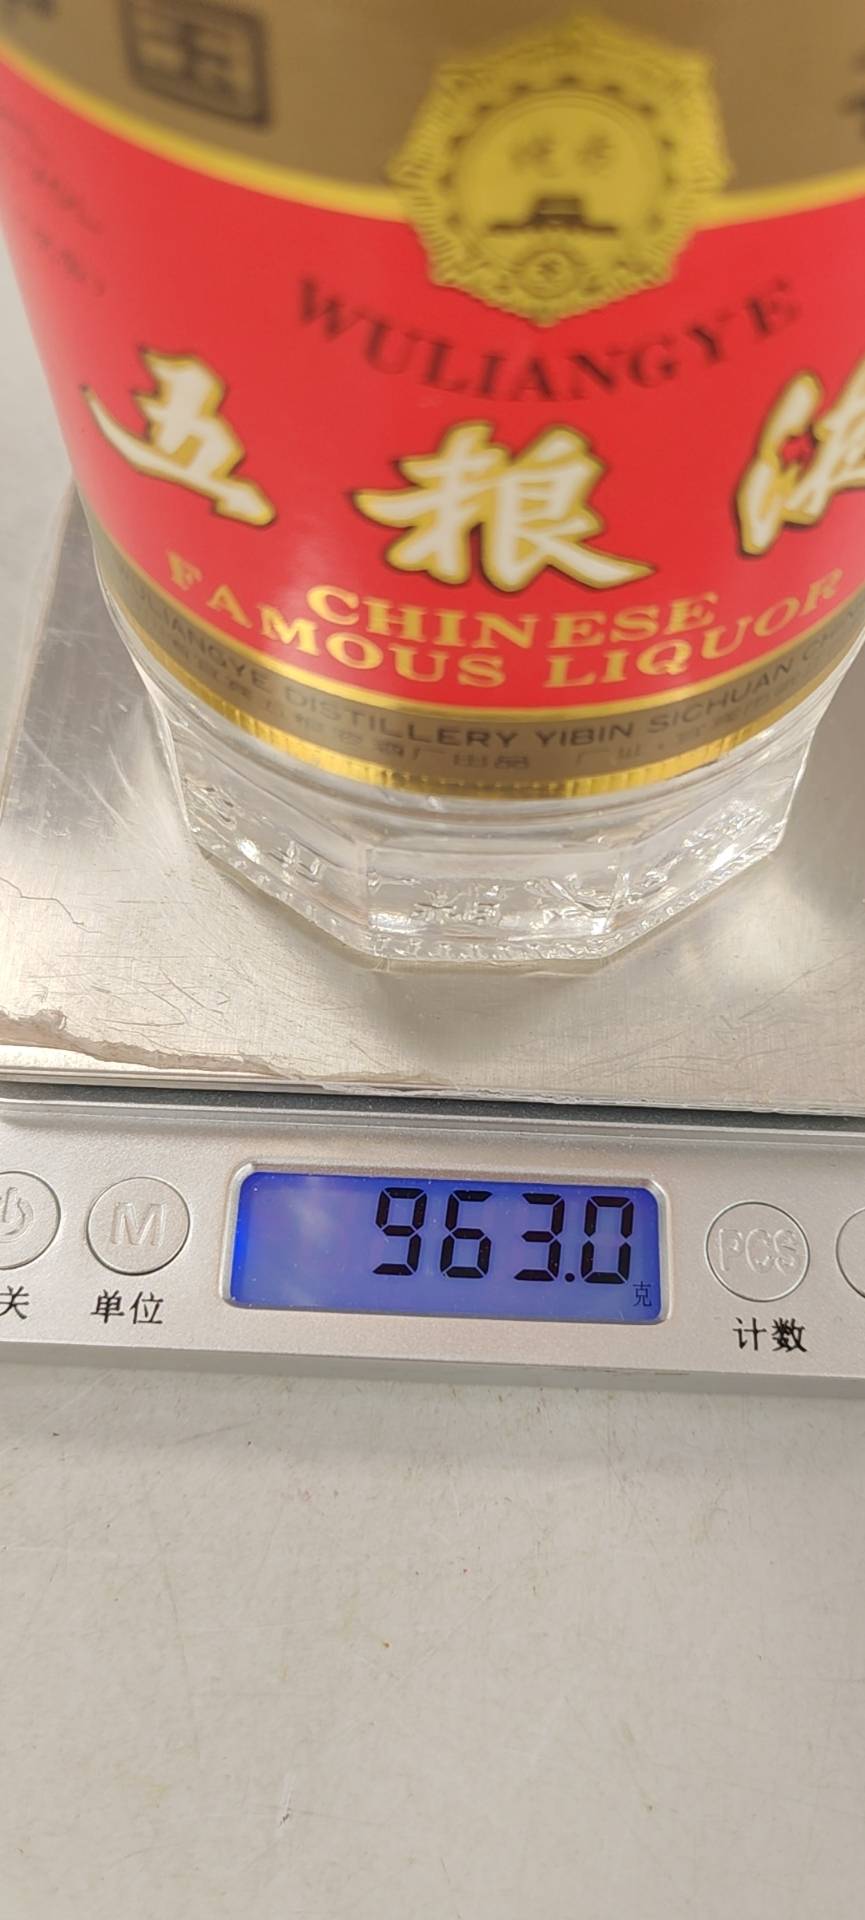 WULIANGYE
五粮液
CHINESE
FAMOUS LIQUOR
WULIANGYE DISTILLERY YIBIN SICHUAN
963.0
克
M
PCS
关
单位
计数